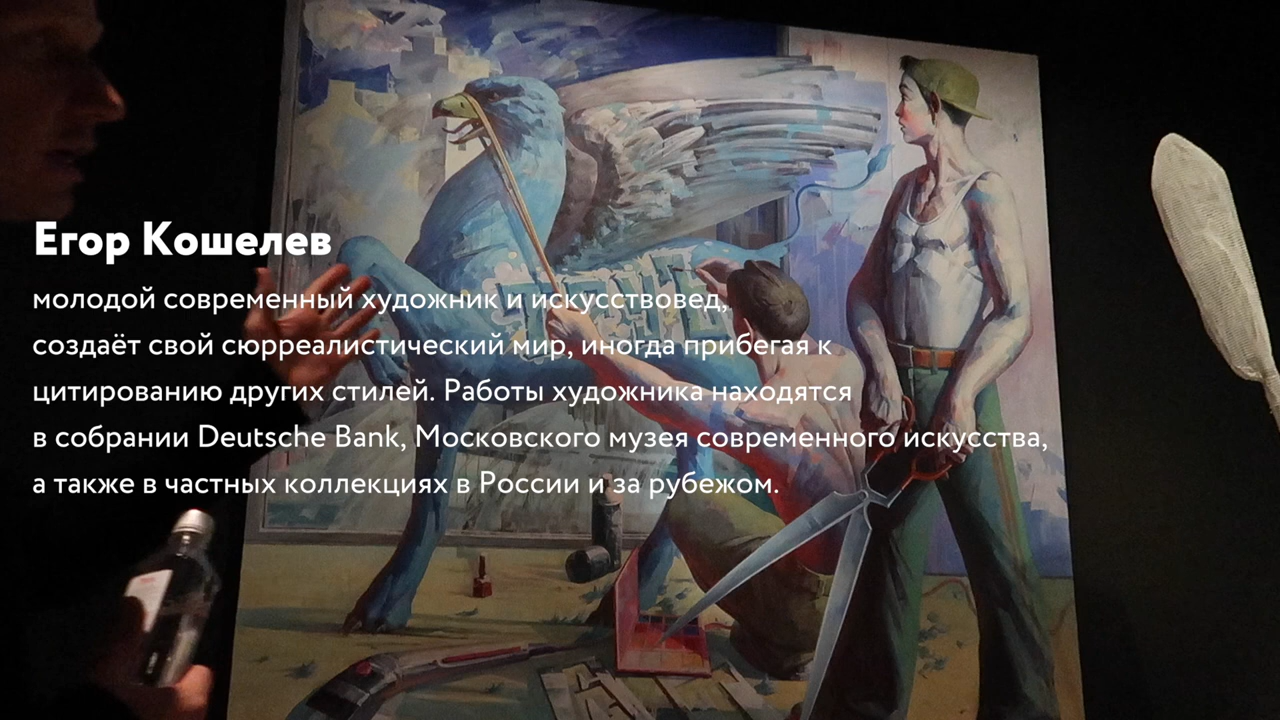 Егор Кошелев
молодой современный художник и искусствовед,
создаёт свой сюрреалистический мир, иногда прибегая к
цитированию других стилей. Работы художника находятся
в собрании Deutsche Bank, Московского музея современного искусства,
а также в частных коллекциях в России и за рубежом.